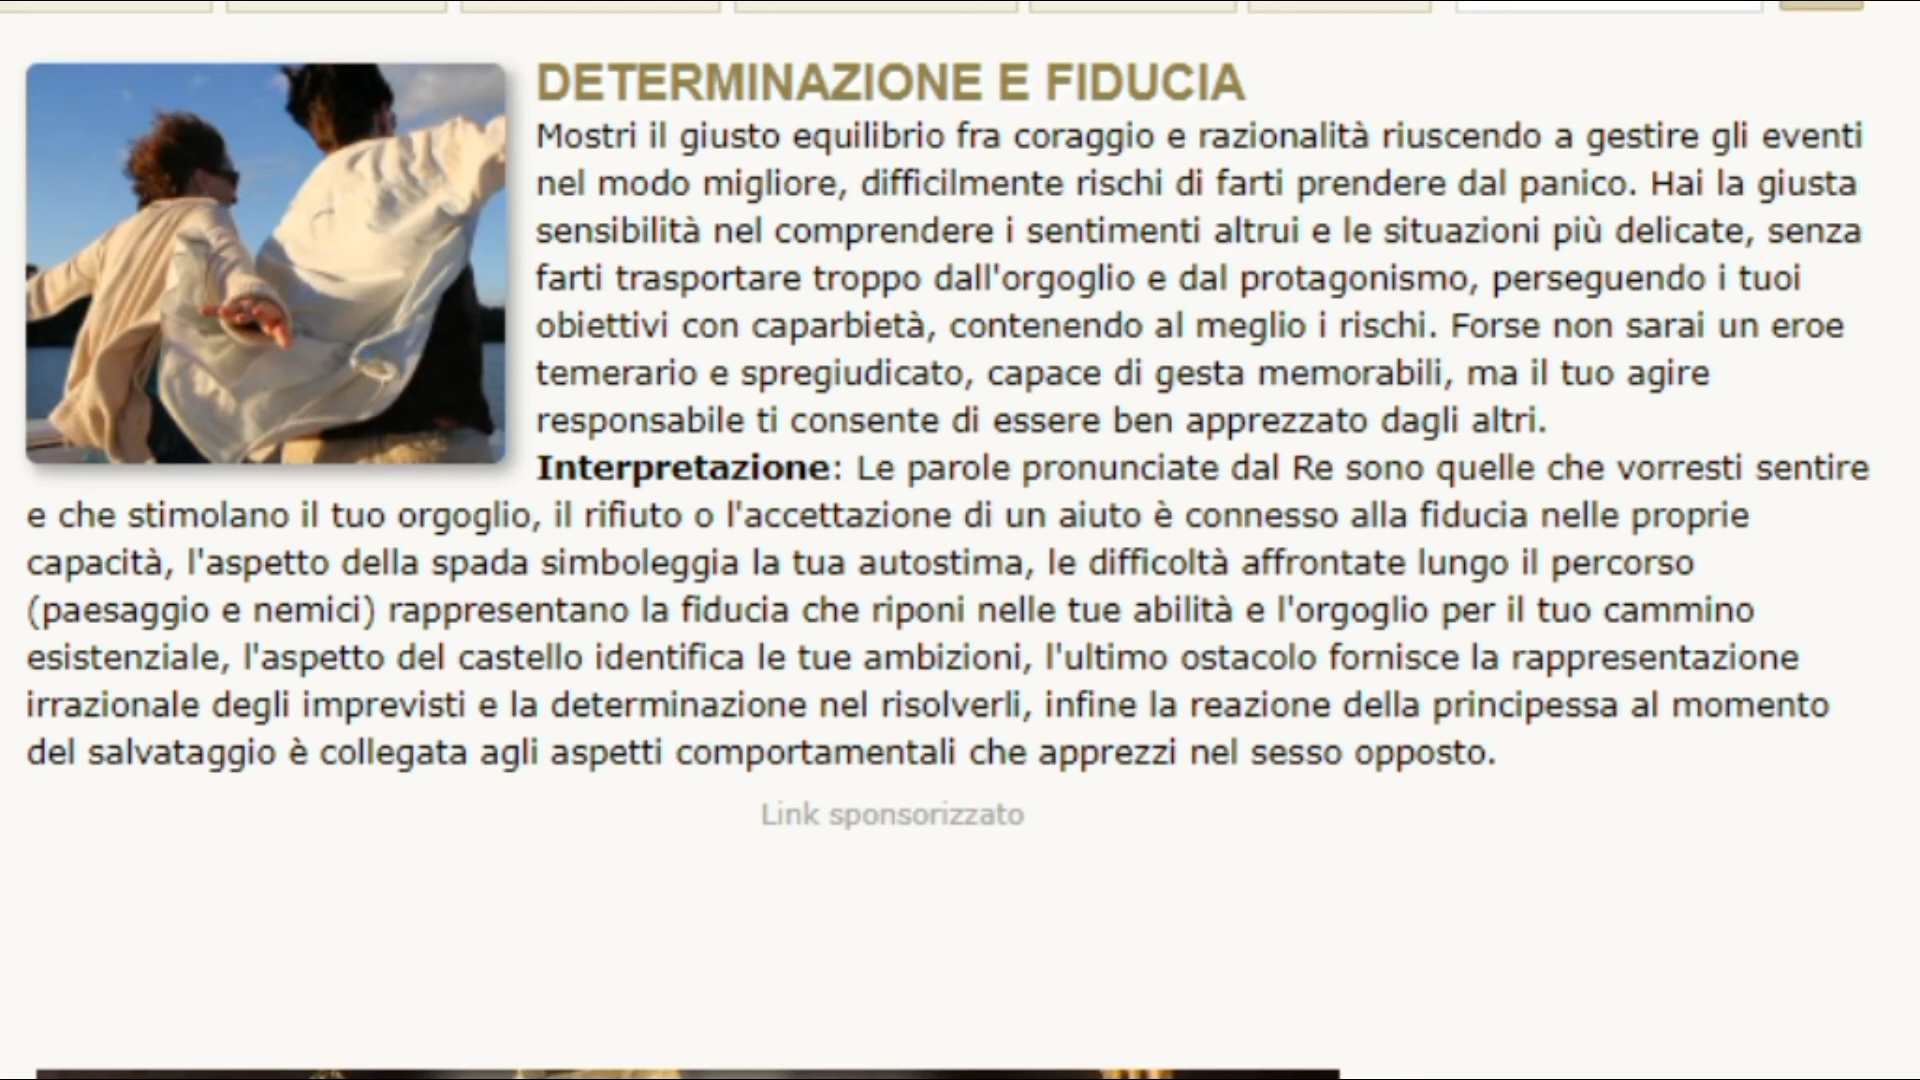 DETERMINAZIONE E FIDUCIA
Mostri il giusto equilibrio fra coraggio e razionalità riuscendo a gestire gli eventi
nel modo migliore, difficilmente rischi di farti prendere dal panico. Hai la giusta
sensibilità nel comprendere i sentimenti altrui e le situazioni più delicate, senza
farti trasportare troppo dall'orgoglio e dal protagonismo, perseguendo i tuoi
obiettivi con caparbietà, contenendo al meglio i rischi. Forse non sarai un eroe
temerario e spregiudicato, capace di gesta memorabili, ma il tuo agire
responsabile ti consente di essere ben apprezzato dagli altri.
Interpretazione: Le parole pronunciate dal Re sono quelle che vorresti sentire
e che stimolano il tuo orgoglio, il rifiuto o l'accettazione di un aiuto è connesso alla fiducia nelle proprie
capacità, l'aspetto della spada simboleggia la tua autostima, le difficoltà affrontate lungo il percorso
(paesaggio e nemici) rappresentano la fiducia che riponi nelle tue abilità e l'orgoglio per il tuo cammino
esistenziale, l'aspetto del castello identifica le tue ambizioni, l'ultimo ostacolo fornisce la rappresentazione
irrazionale degli imprevisti e la determinazione nel risolverli, infine la reazione della principessa al momento
del salvataggio è collegata agli aspetti comportamentali che apprezzi nel sesso opposto.
Link sponsorizzato